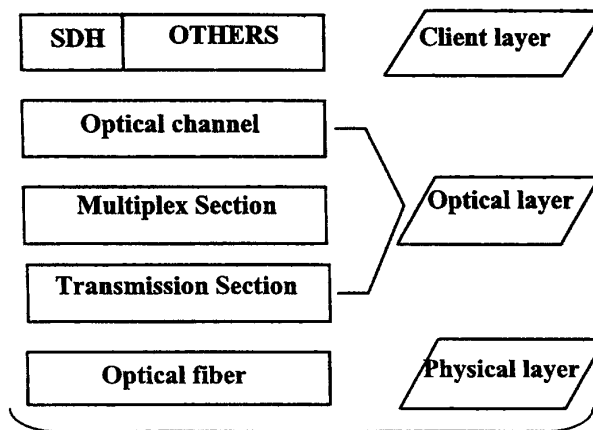 SDH OTHERS Client layer
Optical channel
Multiplex Section Optical layer
Transmission Section
Optical fiber Physical layer